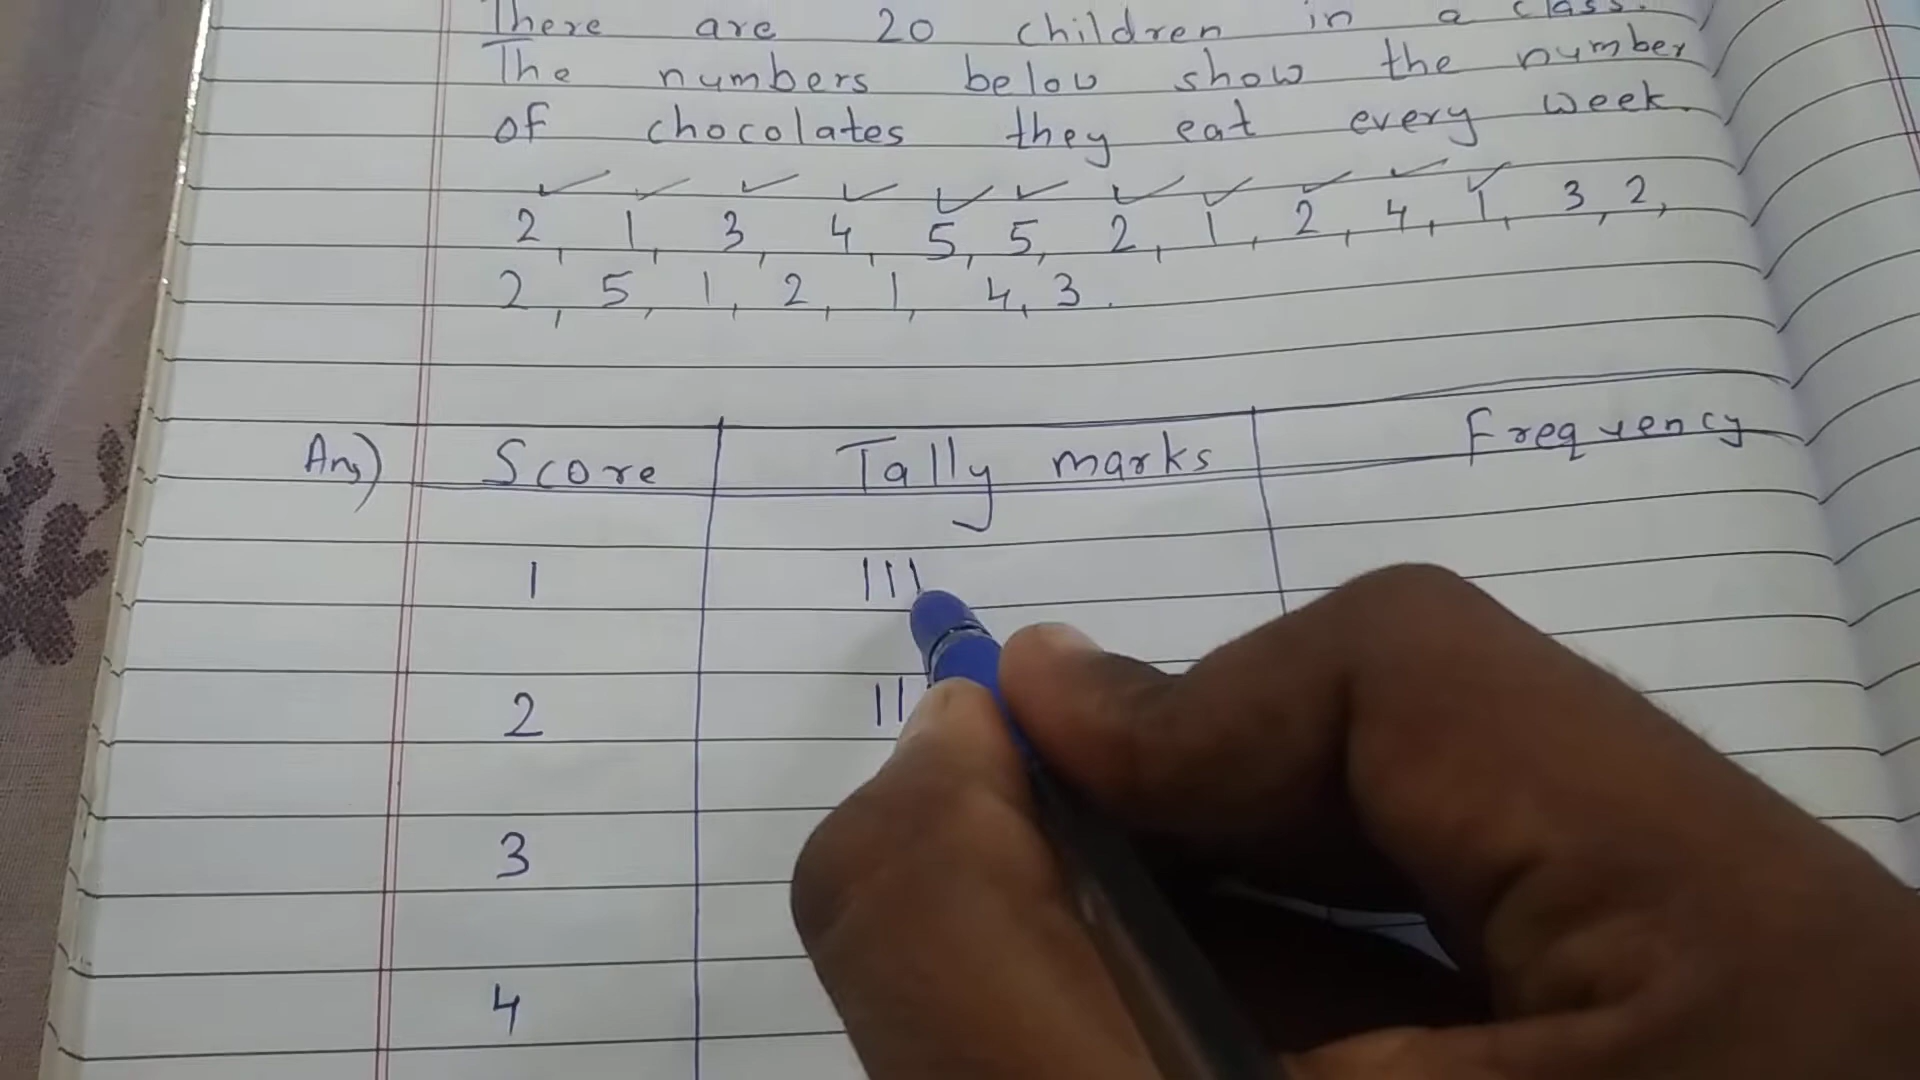 There are 20 children in a class.
The numbers below show the number
of chocolates they eat every week.
2, 1, 3, 4, 5, 5, 2, 1, 2, 4, 1, 3, 2,
2, 5, 1, 2, 1, 4, 3.
Ans) Score Tally marks Frequency
1 |||
2 ||
3
4